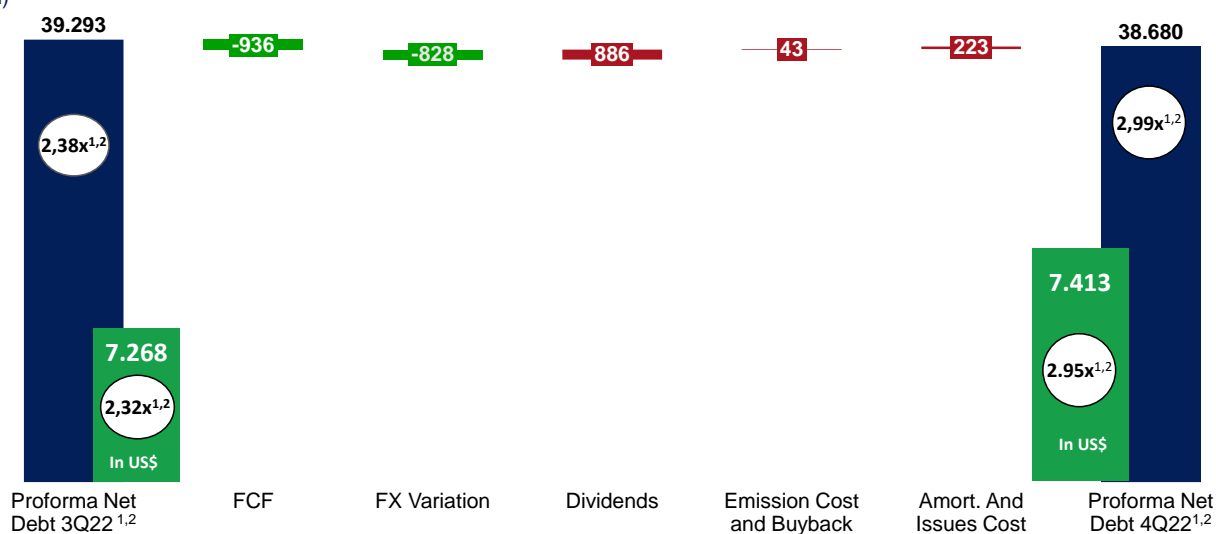 39.293
-936
-828
886
43
223
38.680
2,38x1,2
2,99x1,2
7.268
2,32x1,2
In US$
7.413
2.95x1,2
In US$
Proforma Net
Debt 3Q22 1,2
FCF
FX Variation
Dividends
Emission Cost
and Buyback
Amort. And
Issues Cost
Proforma Net
Debt 4Q221,2